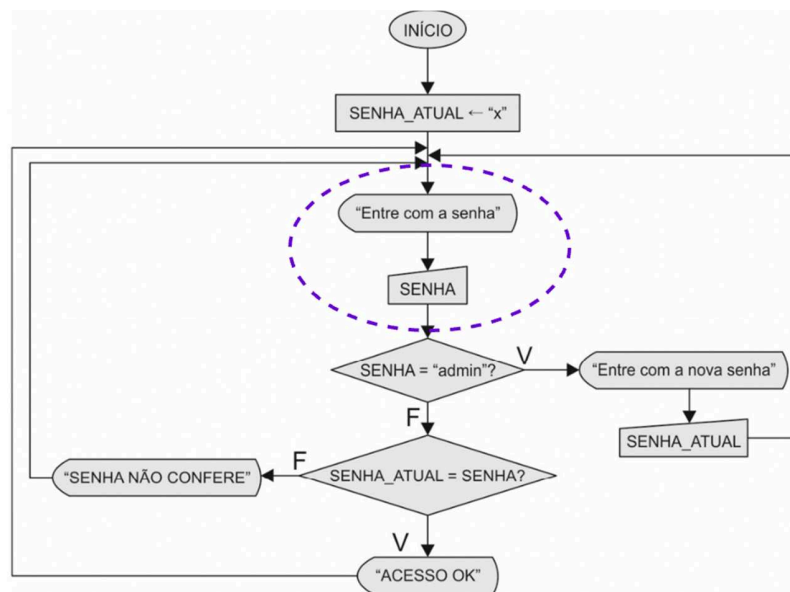 INÍCIO
SENHA_ATUAL ← “x”
“Entre com a senha”
SENHA
SENHA = “admin”?
V
“Entre com a nova senha”
SENHA_ATUAL
F
SENHA_ATUAL = SENHA?
F
“SENHA NÃO CONFERE”
V
“ACESSO OK”